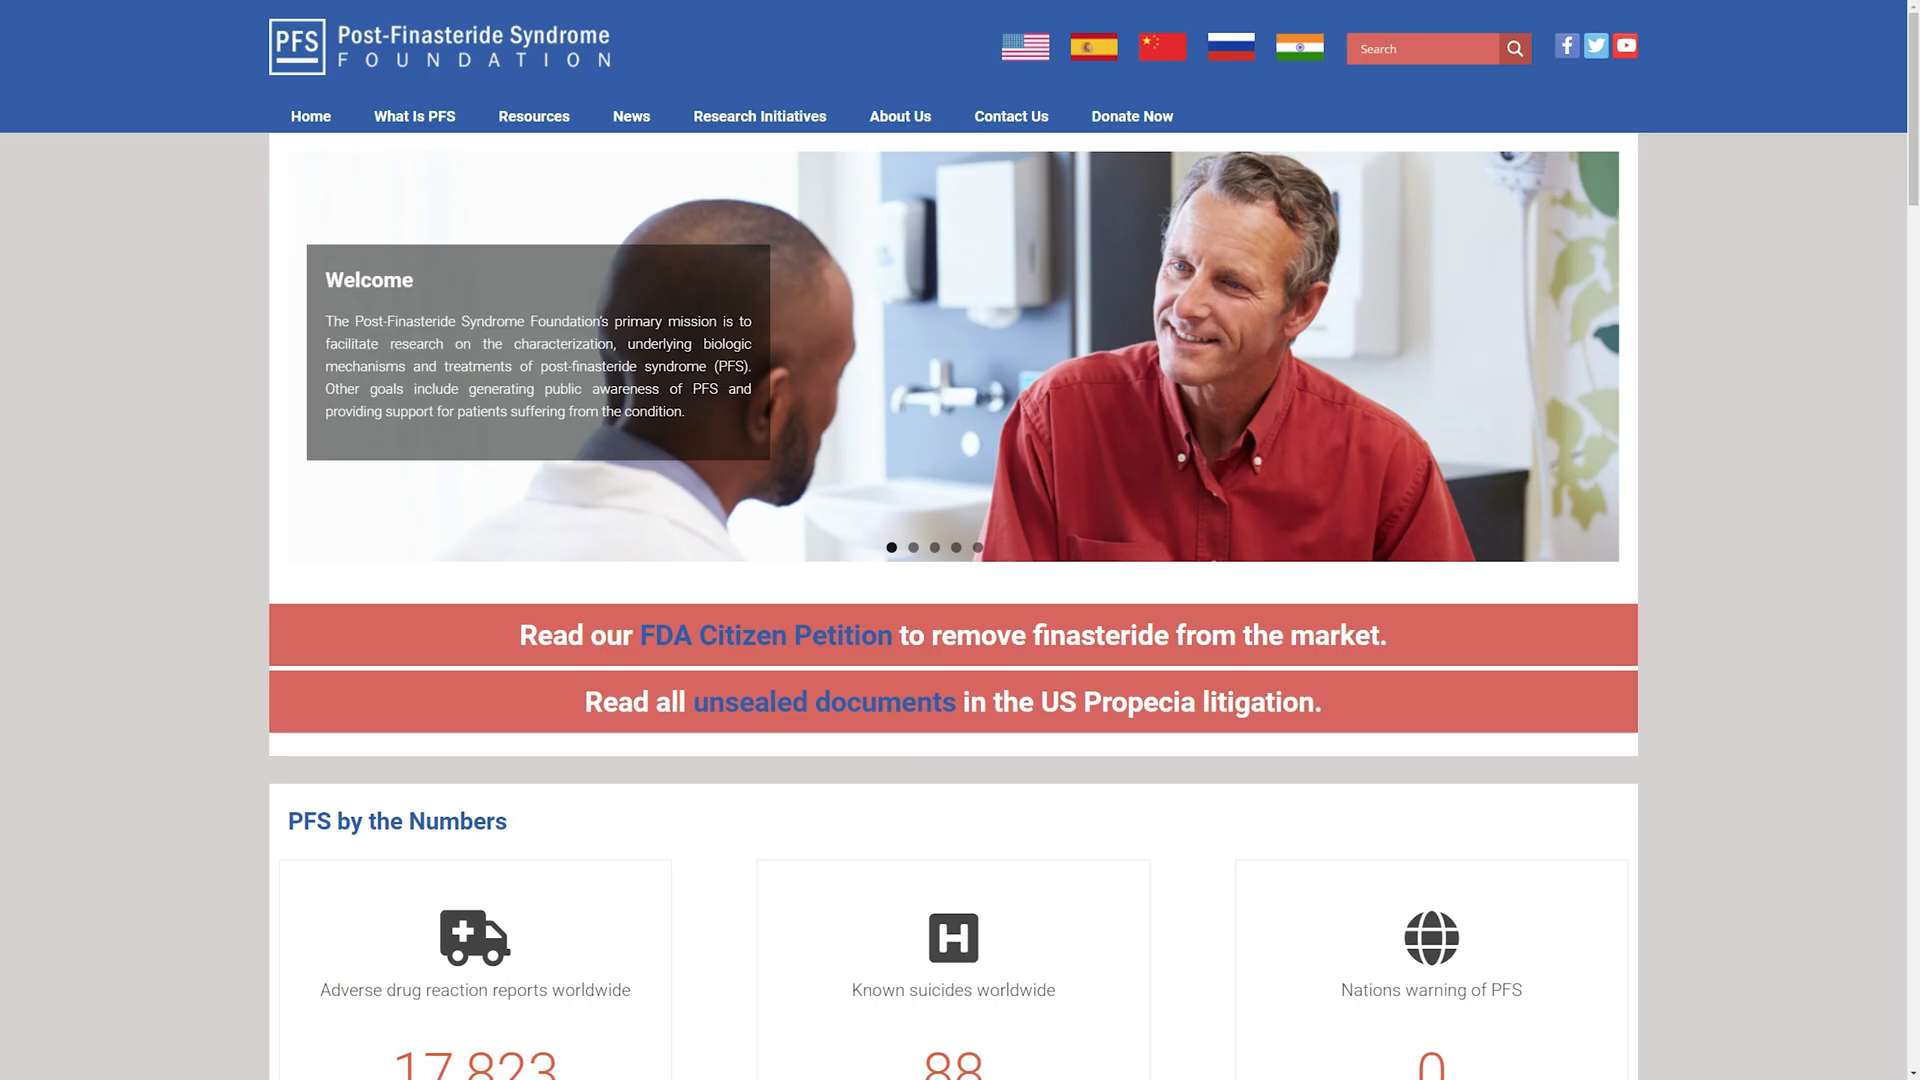 PFS
Post-Finasteride Syndrome
FOUNDATION
Search
Home
What Is PFS
Resources
News
Research Initiatives
About Us
Contact Us
Donate Now
Welcome
The Post-Finasteride Syndrome Foundation's primary mission is to
facilitate research on the characterization, underlying biologic
mechanisms and treatments of post-finasteride syndrome (PFS).
Other goals include generating public awareness of PFS and
providing support for patients suffering from the condition.
Read our FDA Citizen Petition to remove finasteride from the market.
Read all unsealed documents in the US Propecia litigation.
PFS by the Numbers
H
Adverse drug reaction reports worldwide
Known suicides worldwide
Nations warning of PFS
17,823
88
0